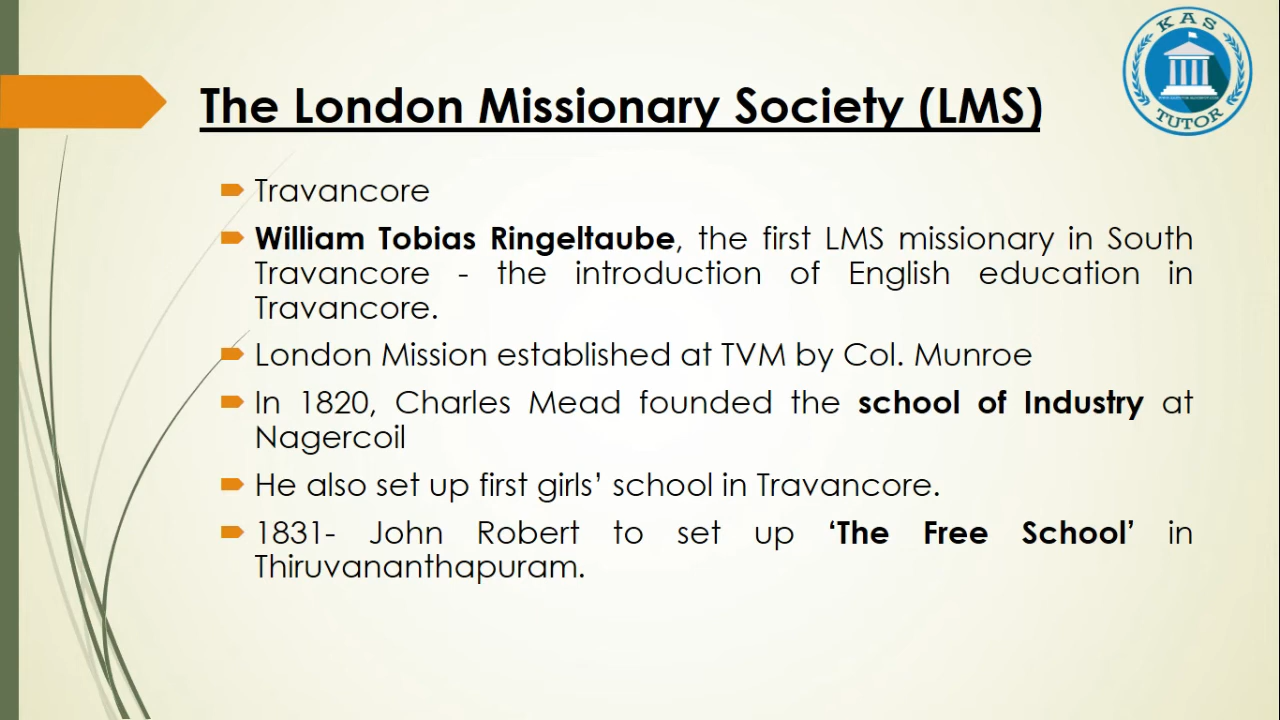 KAS
TUTOR
The London Missionary Society (LMS)
Travancore
William Tobias Ringeltaube, the first LMS missionary in South
Travancore - the introduction of English education in
Travancore.
London Mission established at TVM by Col. Munroe
In 1820, Charles Mead founded the school of Industry at
Nagercoil
He also set up first girls’ school in Travancore.
1831- John Robert to set up ‘The Free School’ in
Thiruvananthapuram.